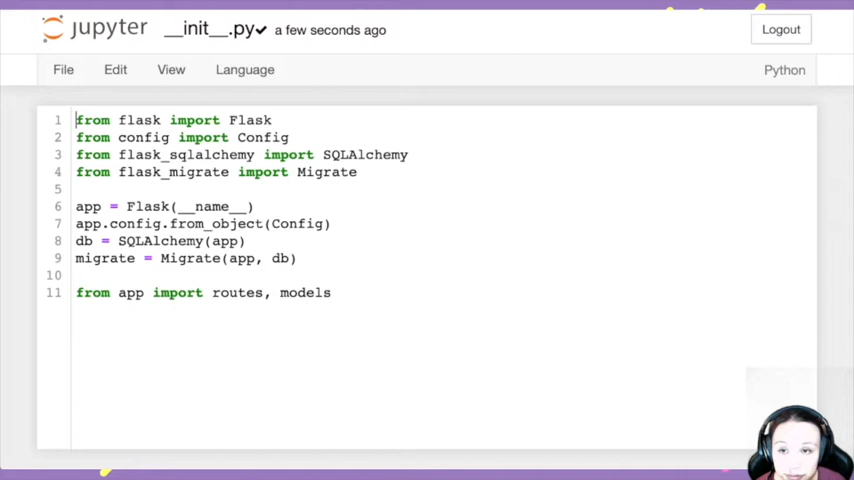 jupyter __init__.py✔ a few seconds ago Logout
File Edit View Language Python
1 from flask import Flask
2 from config import Config
3 from flask_sqlalchemy import SQLAlchemy
4 from flask_migrate import Migrate
5
6 app = Flask(__name__)
7 app.config.from_object(Config)
8 db = SQLAlchemy(app)
9 migrate = Migrate(app, db)
10
11 from app import routes, models